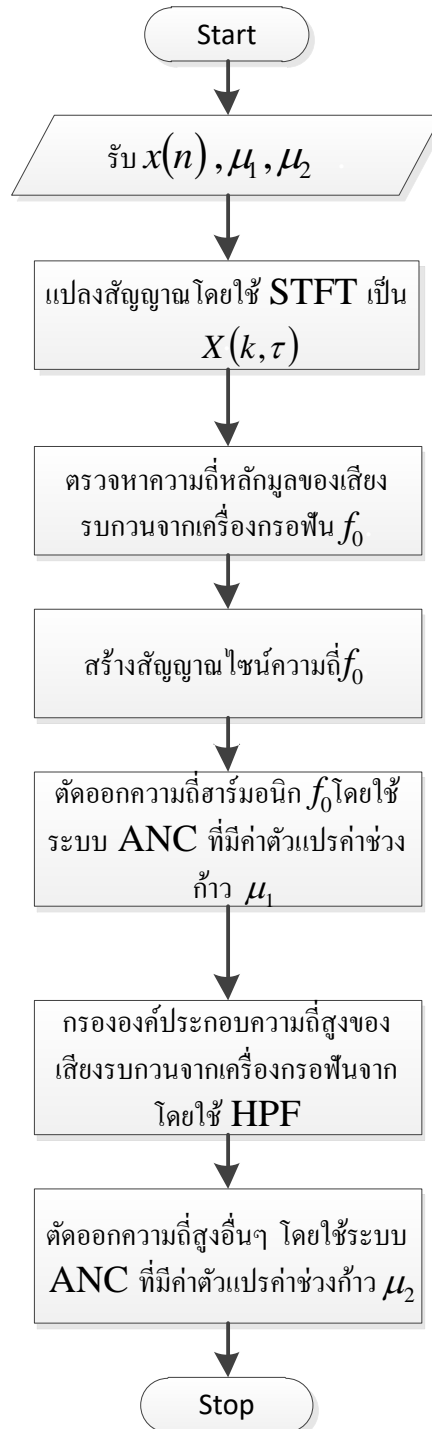 Start
รับ x(n) , μ₁ , μ₂
แปลงสัญญาณโดยใช้ STFT เป็น
X(k,τ)
ตรวจหาความถี่หลักมูลของเสียง
รบกวนจากเครื่องกรอฟัน f₀
สร้างสัญญาณไซน์ความถี่ f₀
ตัดออกความถี่ฮาร์มอนิก f₀ โดยใช้
ระบบ ANC ที่มีค่าตัวแปรค่าช่วง
ก้าว μ₁
กรององค์ประกอบความถี่สูงของ
เสียงรบกวนจากเครื่องกรอฟันจาก
โดยใช้ HPF
ตัดออกความถี่สูงอื่นๆ โดยใช้ระบบ
ANC ที่มีค่าตัวแปรค่าช่วงก้าว μ₂
Stop